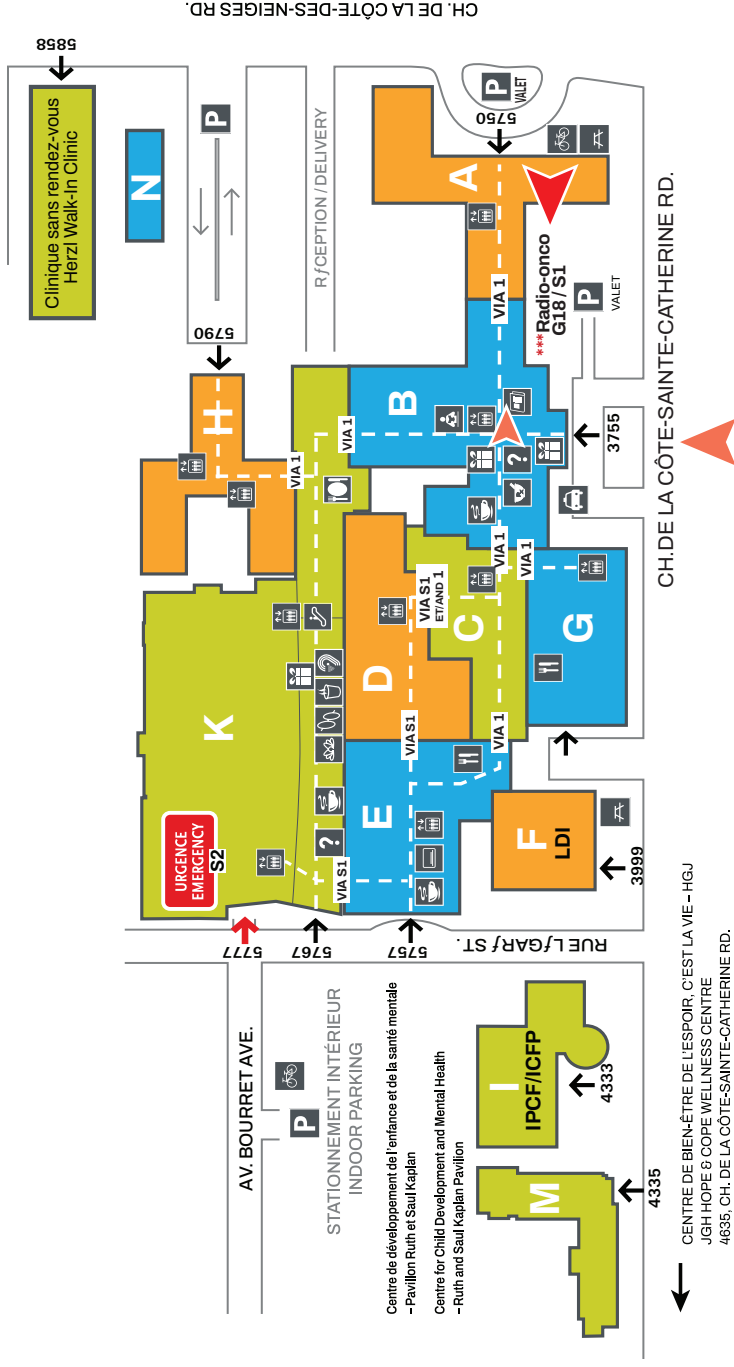 CH. DE LA CÔTE-DES-NEIGES RD.
5858
Clinique sans rendez-vous
Herzl Walk-In Clinic
N
P
P
VALET
5750
RƒCEPTION / DELIVERY
A
5790
H
VIA 1
***Radio-onco
G18 / S1
P
VALET
B
VIA 1
VIA 1
3755
CH.DE LA CÔTE-SAINTE-CATHERINE RD.
?
K
D
VIA S1
ET/AND 1
C
VIA 1
VIA 1
G
URGENCE
EMERGENCY
S2
?
VIA S1
E
VIA S1
VIA 1
F
LDI
3999
5777
5767
5757
RUE LƒGARƒ ST.
AV. BOURRET AVE.
P
STATIONNEMENT INTÉRIEUR
INDOOR PARKING
Centre de développement de l'enfance et de la santé mentale
– Pavillon Ruth et Saul Kaplan
Centre for Child Development and Mental Health
– Ruth and Saul Kaplan Pavilion
I
IPCF/ICFP
4333
M
4335
CENTRE DE BIEN-ÊTRE DE L'ESPOIR, C'EST LA VIE – HGJ
JGH HOPE & COPE WELLNESS CENTRE
4635, CH. DE LA CÔTE-SAINTE-CATHERINE RD.